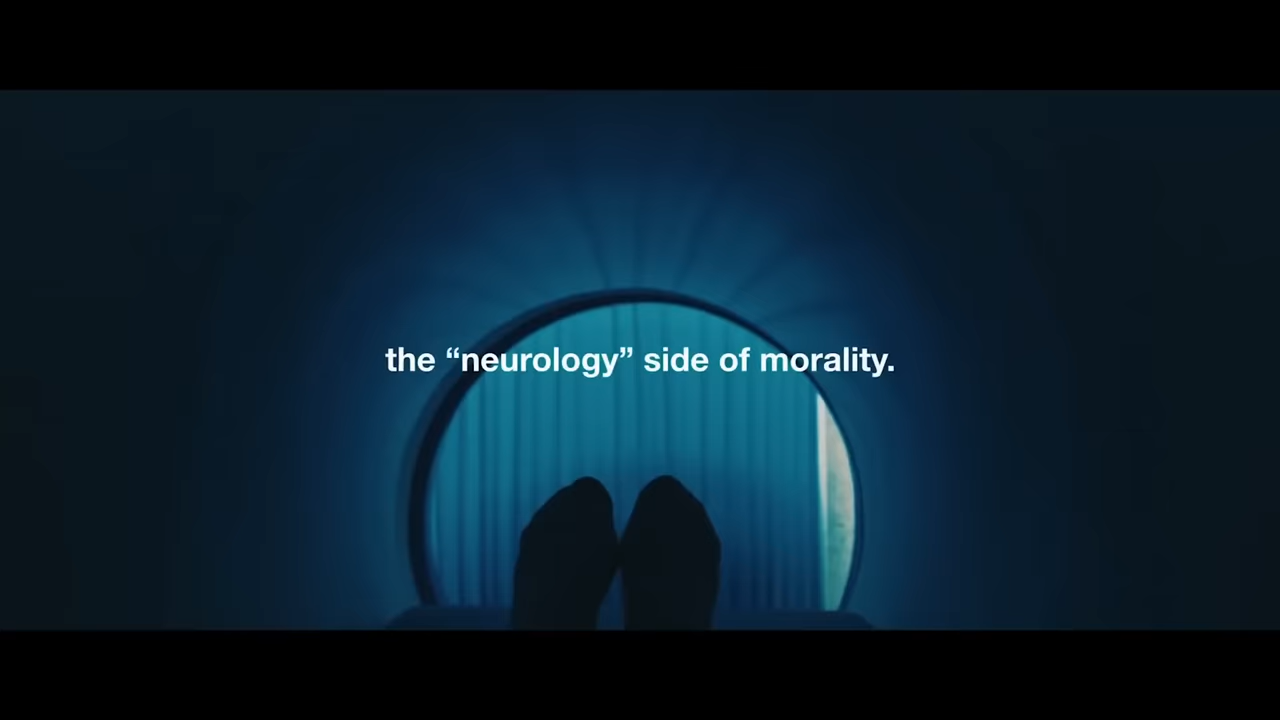 the “neurology” side of morality.